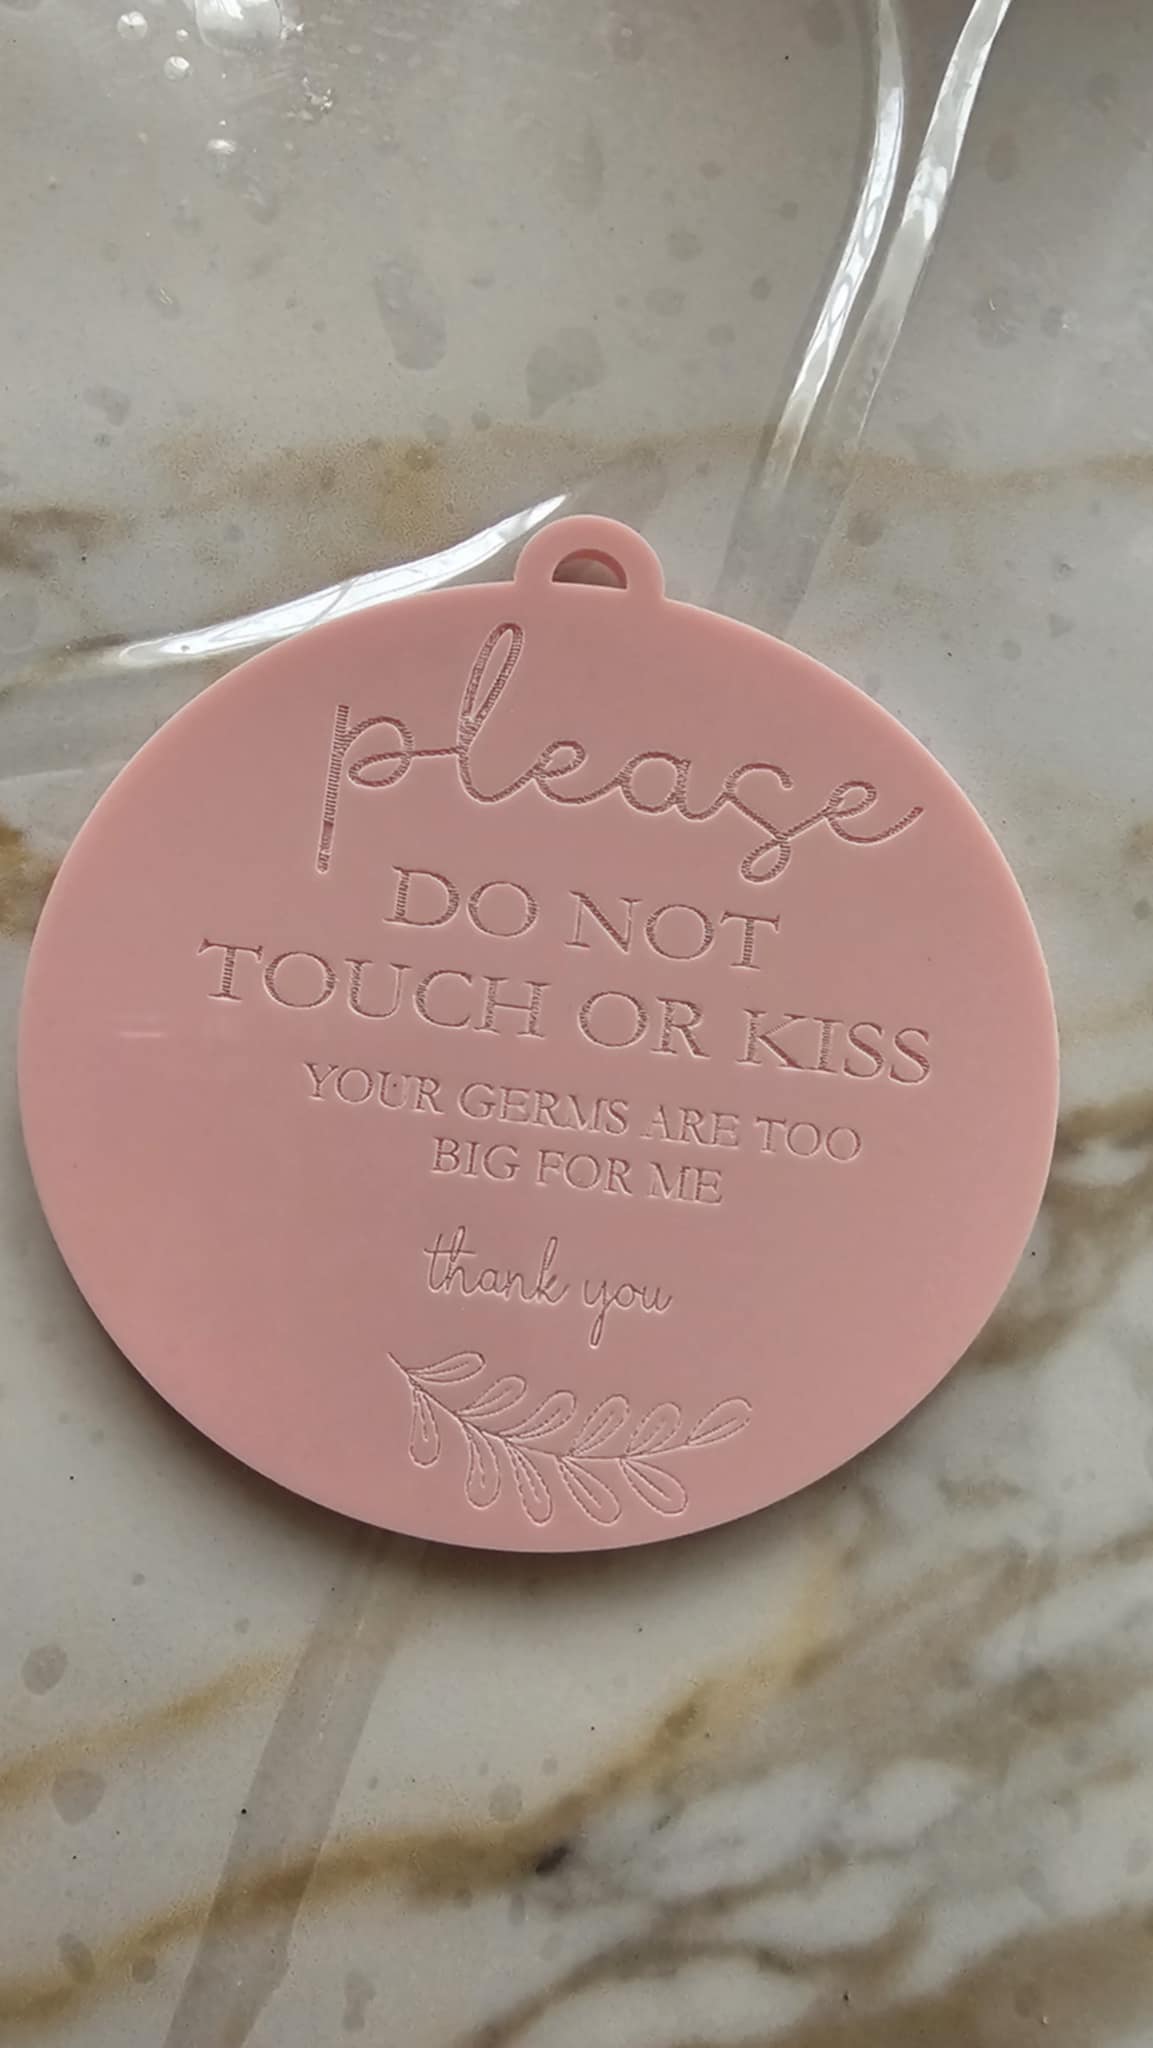 please
DO NOT
TOUCH OR KISS
YOUR GERMS ARE TOO
BIG FOR ME
thank you